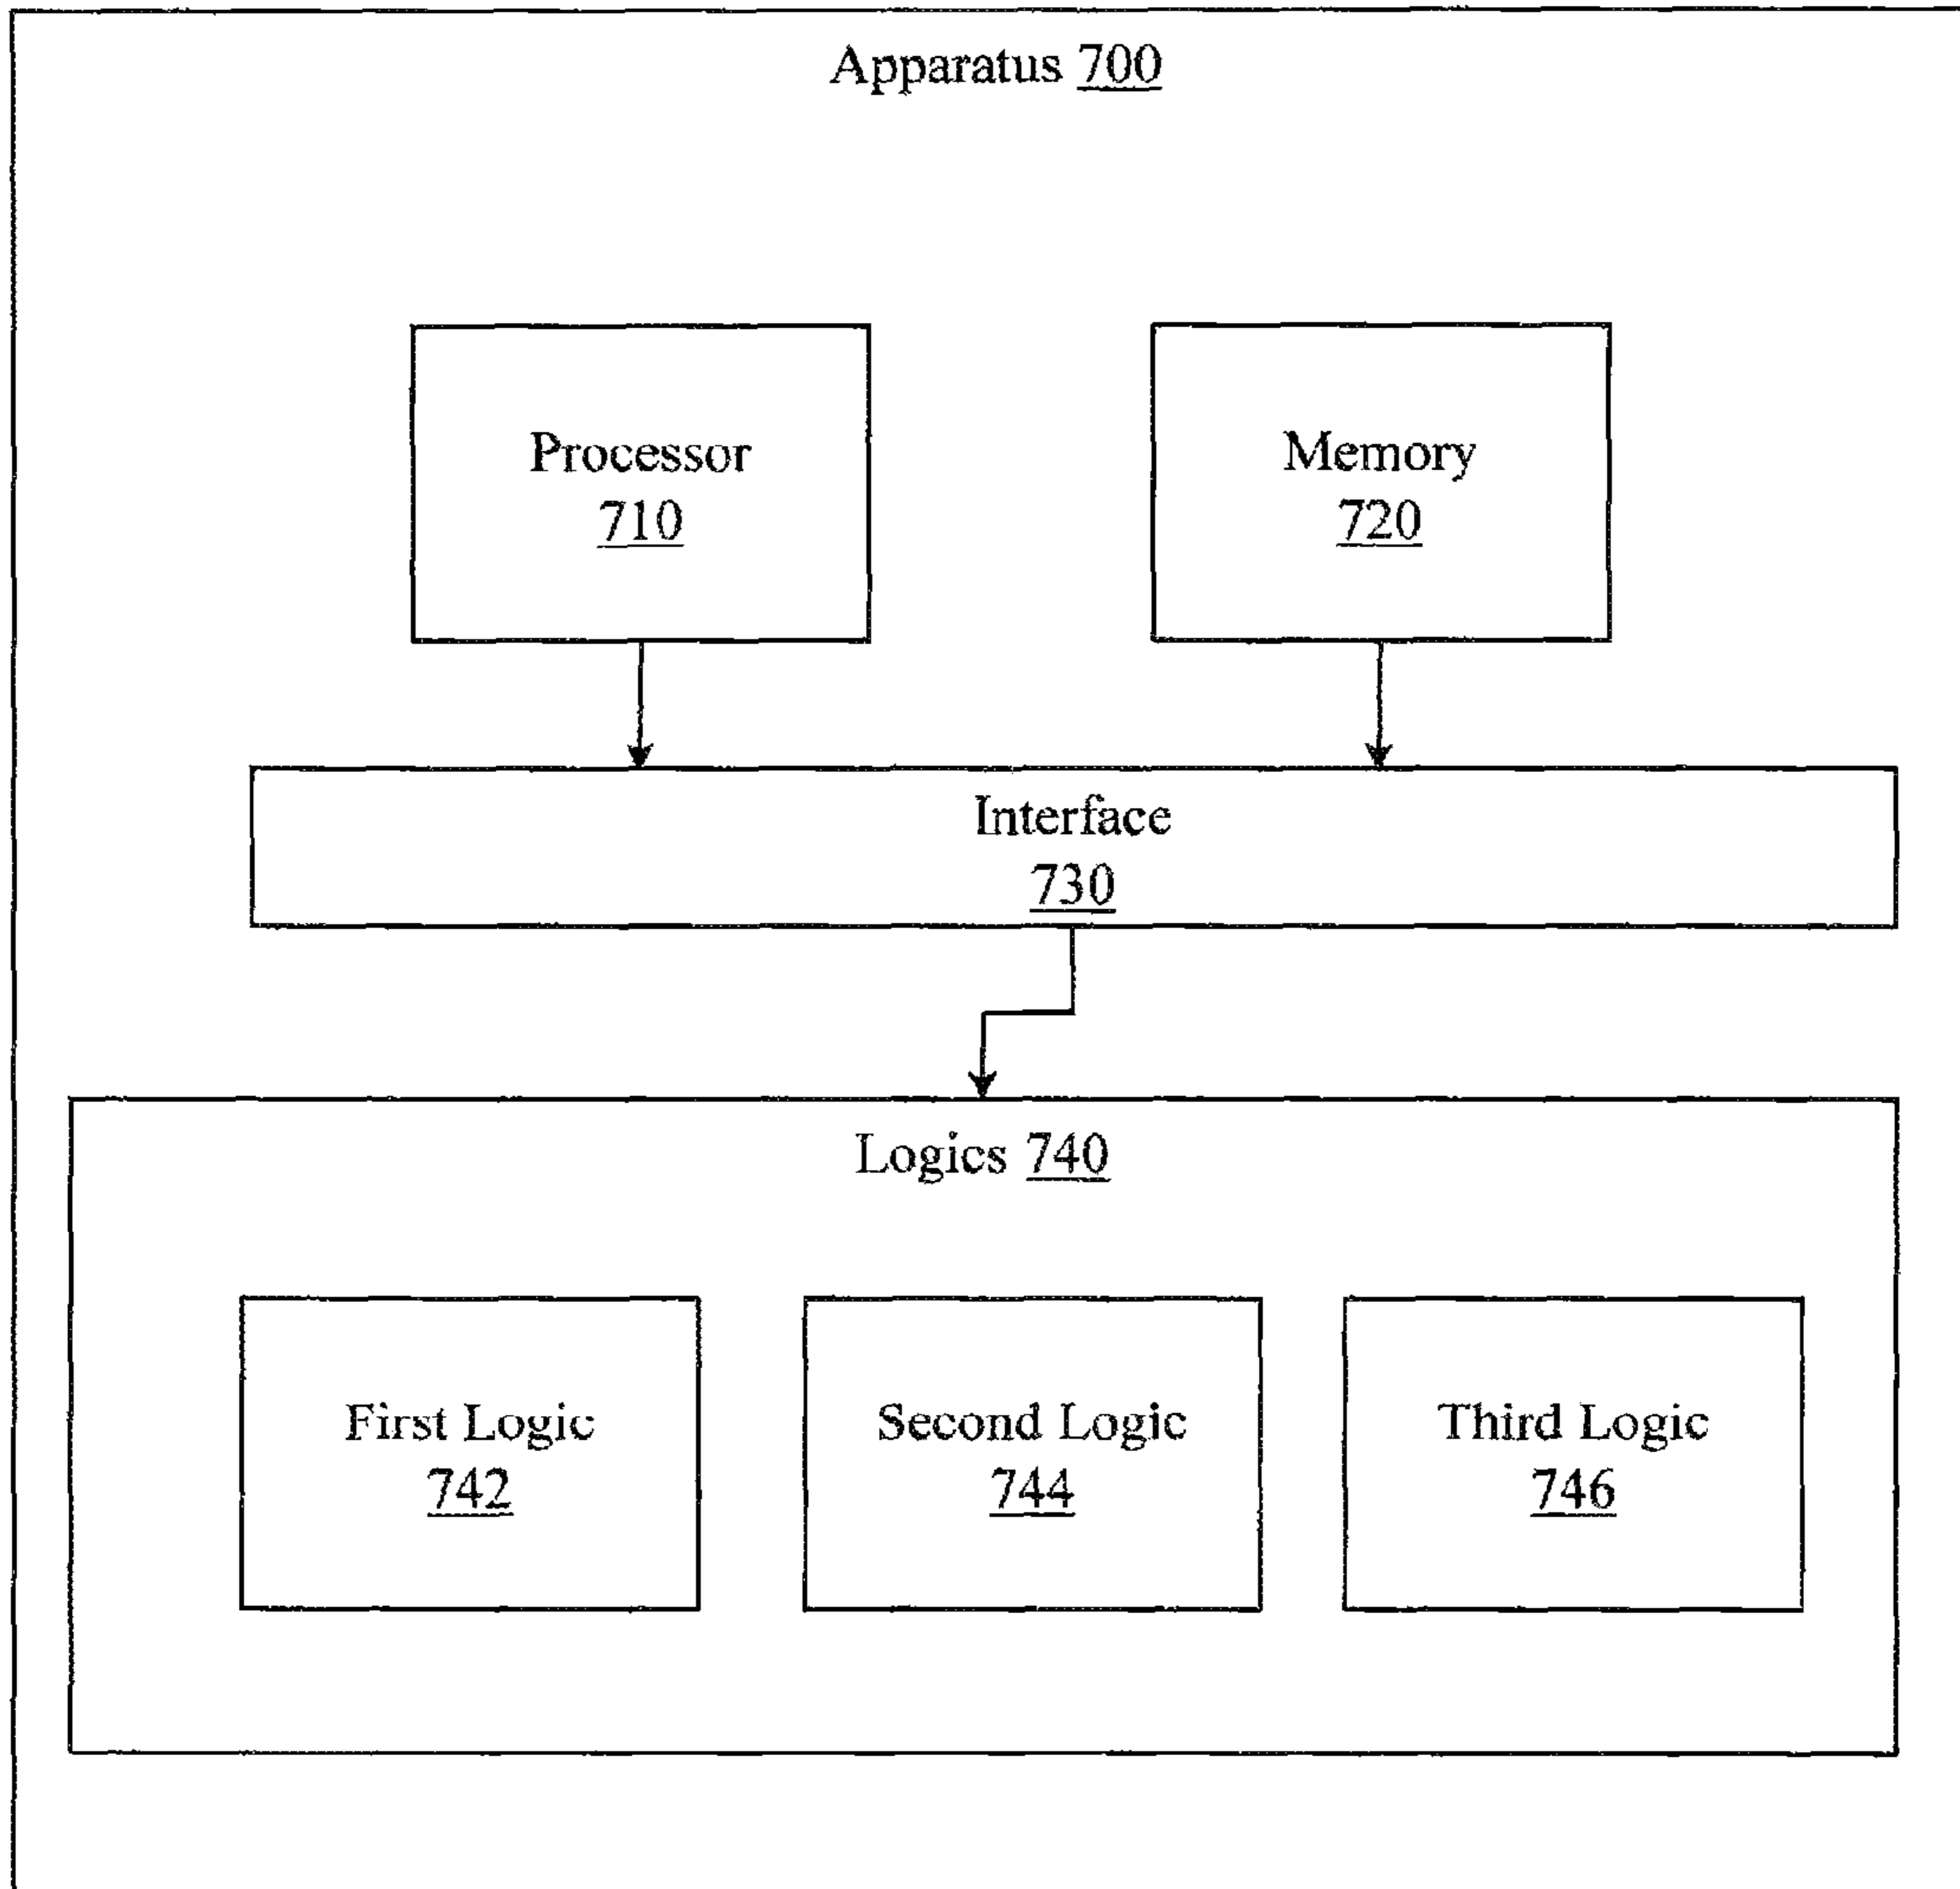 Apparatus 700
Processor
710
Memory
720
Interface
730
Logics 740
First Logic
742
Second Logic
744
Third Logic
746